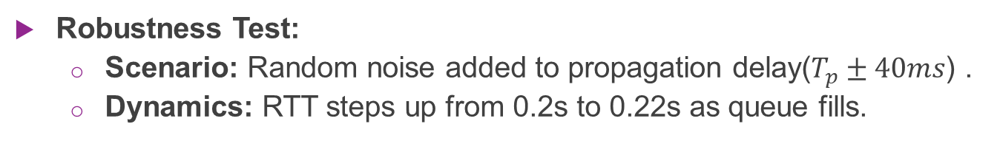 Robustness Test:
Scenario: Random noise added to propagation delay(T_p ± 40ms) .
Dynamics: RTT steps up from 0.2s to 0.22s as queue fills.